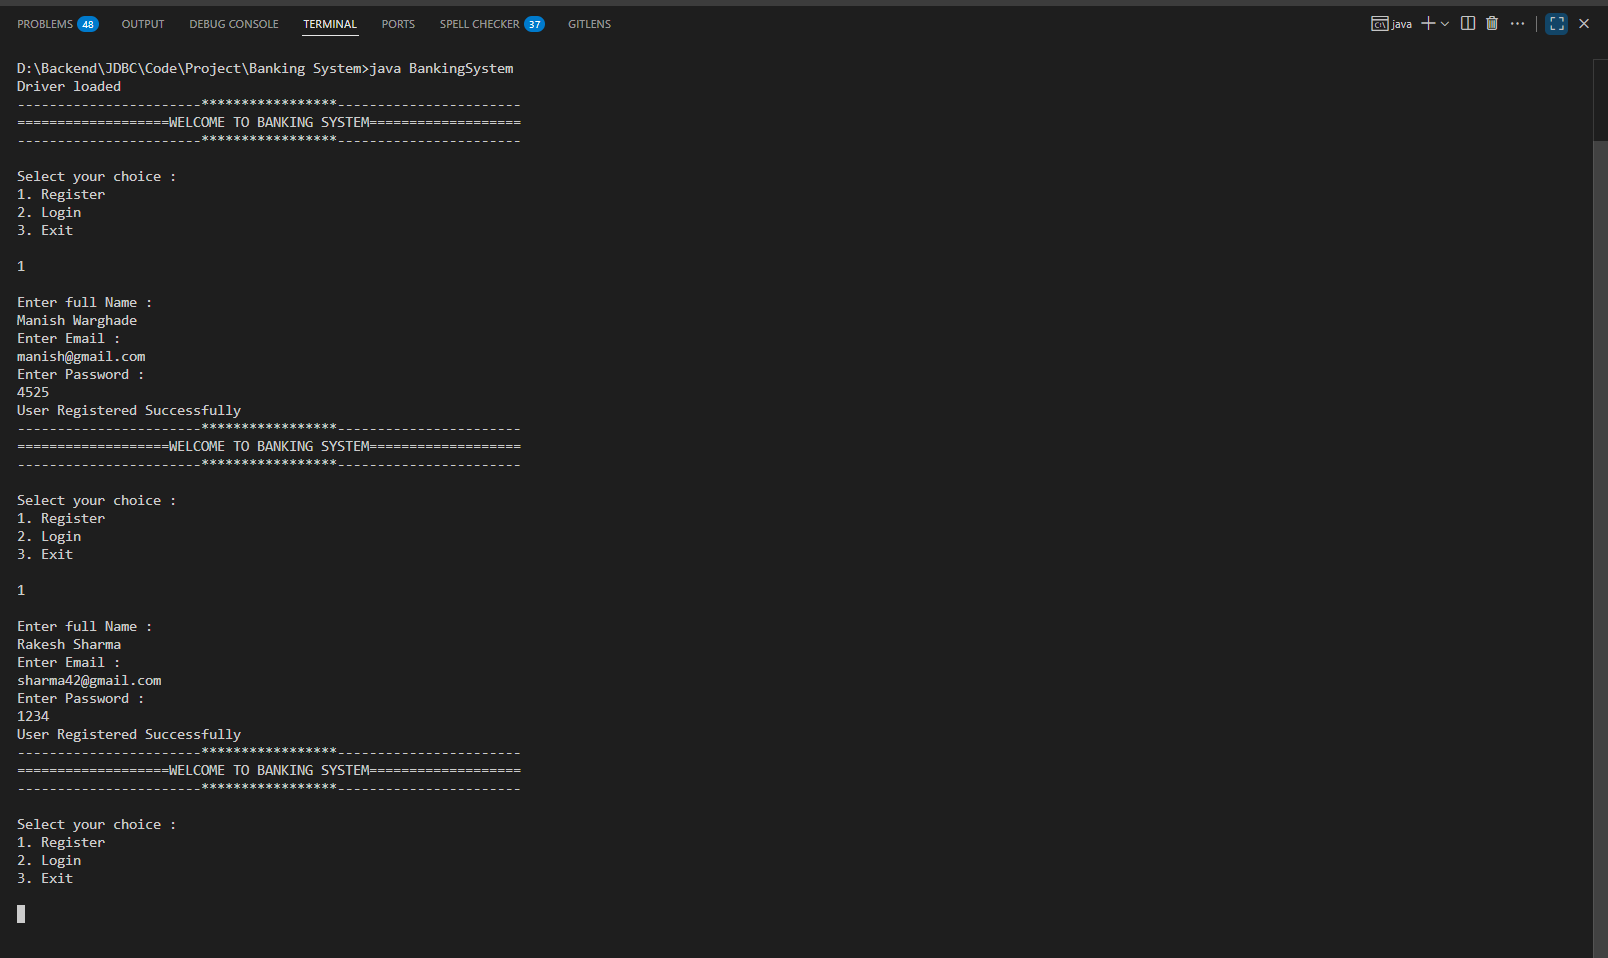 PROBLEMS 48 OUTPUT DEBUG CONSOLE TERMINAL PORTS SPELL CHECKER 37 GITLENS java
D:\Backend\JDBC\Code\Project\Banking System>java BankingSystem
Driver loaded
-----------------------*****************-----------------------
===================WELCOME TO BANKING SYSTEM===================
-----------------------*****************-----------------------
Select your choice :
1. Register
2. Login
3. Exit
1
Enter full Name :
Manish Warghade
Enter Email :
manish@gmail.com
Enter Password :
4525
User Registered Successfully
-----------------------*****************-----------------------
===================WELCOME TO BANKING SYSTEM===================
-----------------------*****************-----------------------
Select your choice :
1. Register
2. Login
3. Exit
1
Enter full Name :
Rakesh Sharma
Enter Email :
sharma42@gmail.com
Enter Password :
1234
User Registered Successfully
-----------------------*****************-----------------------
===================WELCOME TO BANKING SYSTEM===================
-----------------------*****************-----------------------
Select your choice :
1. Register
2. Login
3. Exit